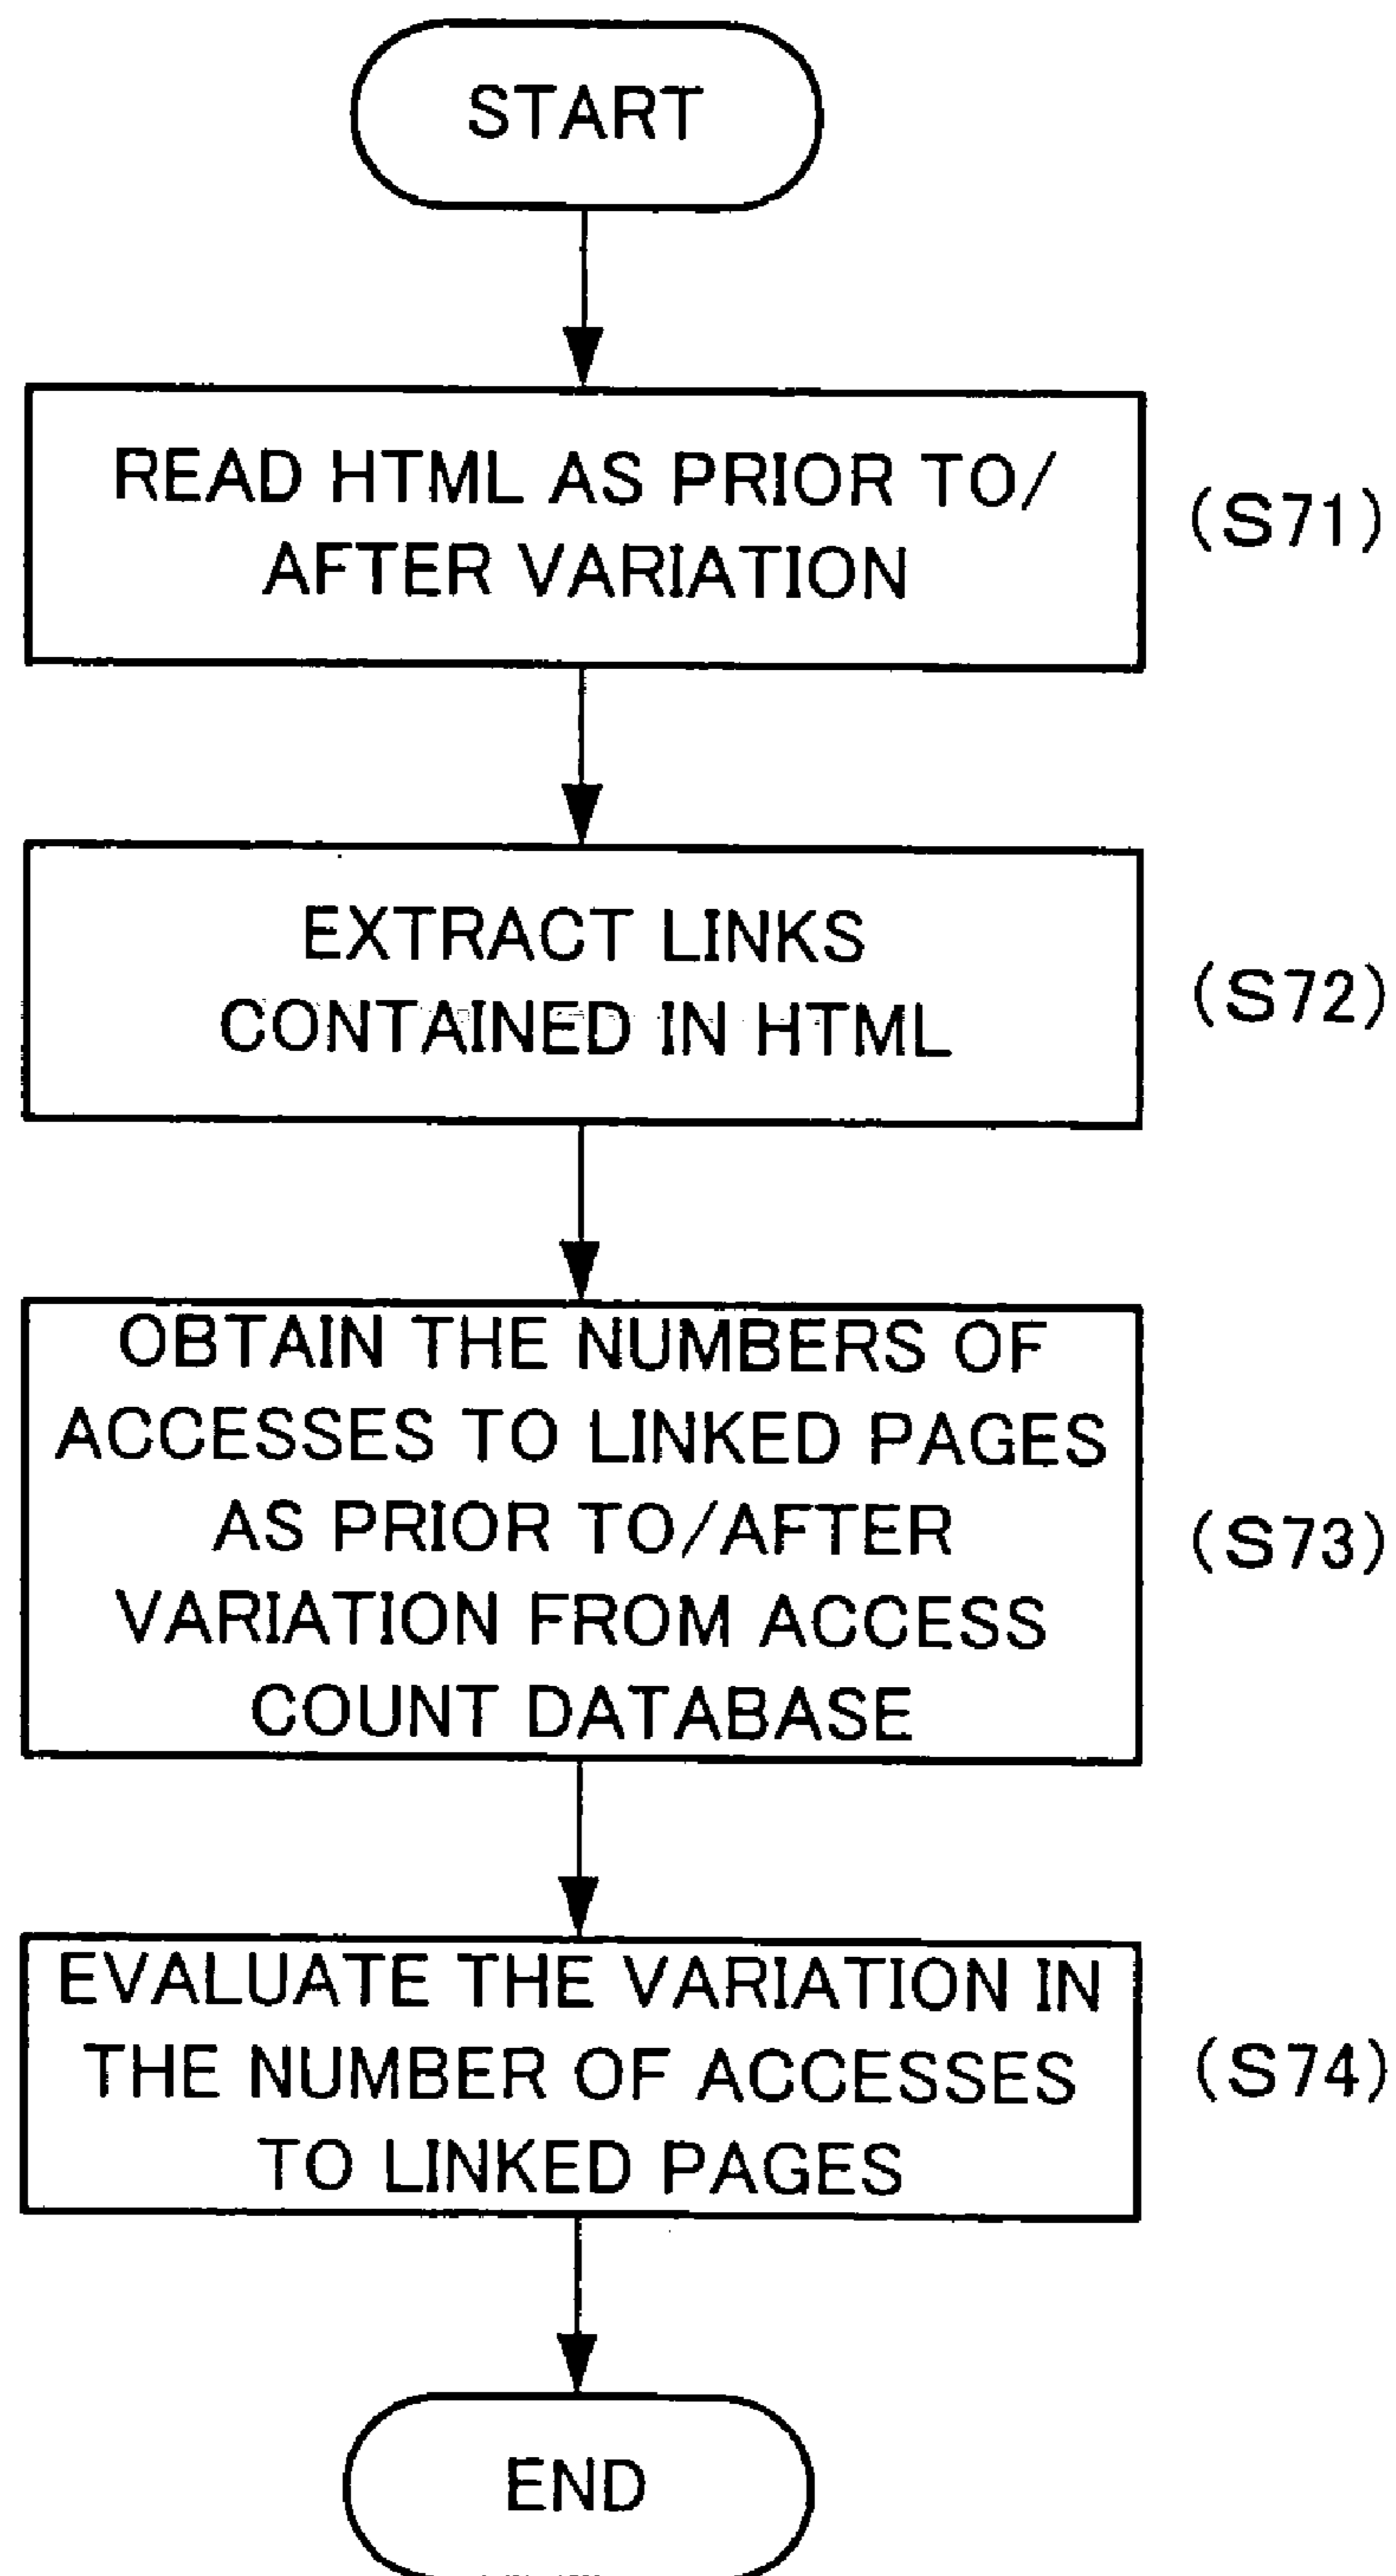 START
READ HTML AS PRIOR TO/
AFTER VARIATION
(S71)
EXTRACT LINKS
CONTAINED IN HTML
(S72)
OBTAIN THE NUMBERS OF
ACCESSES TO LINKED PAGES
AS PRIOR TO/AFTER
VARIATION FROM ACCESS
COUNT DATABASE
(S73)
EVALUATE THE VARIATION IN
THE NUMBER OF ACCESSES
TO LINKED PAGES
(S74)
END